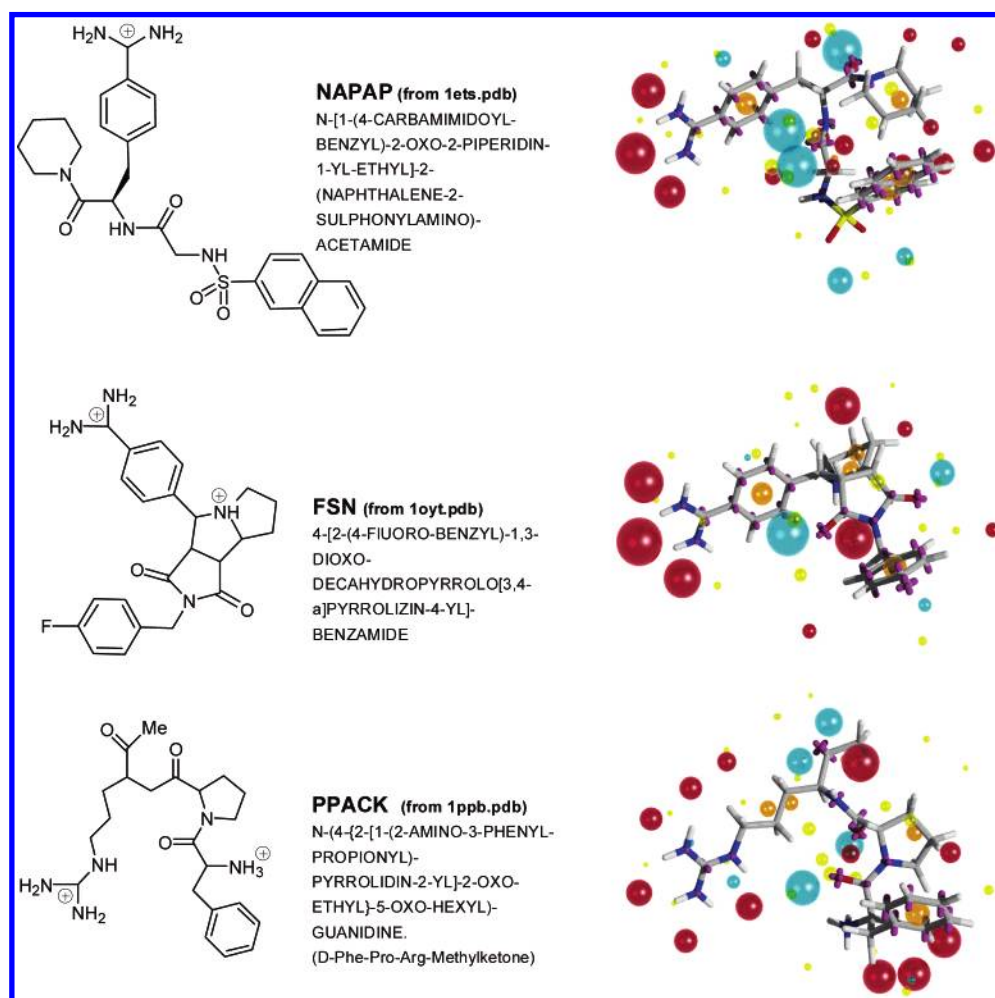 H₂N NH₂
NAPAP (from 1ets.pdb)
N-[1-(4-CARBAMIMIDOYL-
BENZYL)-2-OXO-2-PIPERIDIN-
1-YL-ETHYL]-2-
(NAPHTHALENE-2-
SULPHONYLAMINO)-
ACETAMIDE
N
O
HN
O
NH
S
O
O
NH₂
H₂N
NH
FSN (from 1oyt.pdb)
4-[2-(4-FIUORO-BENZYL)-1,3-
DIOXO-
DECAHYDROPYRROLO[3,4-
a]PYRROLIZIN-4-YL]-
BENZAMIDE
O
N
O
F
O Me
O
N
O
NH
NH₃
H₂N
NH₂
PPACK (from 1ppb.pdb)
N-(4-{2-[1-(2-AMINO-3-PHENYL-
PROPIONYL)-
PYRROLIDIN-2-YL]-2-OXO-
ETHYL}-5-OXO-HEXYL)-
GUANIDINE.
(D-Phe-Pro-Arg-Methylketone)